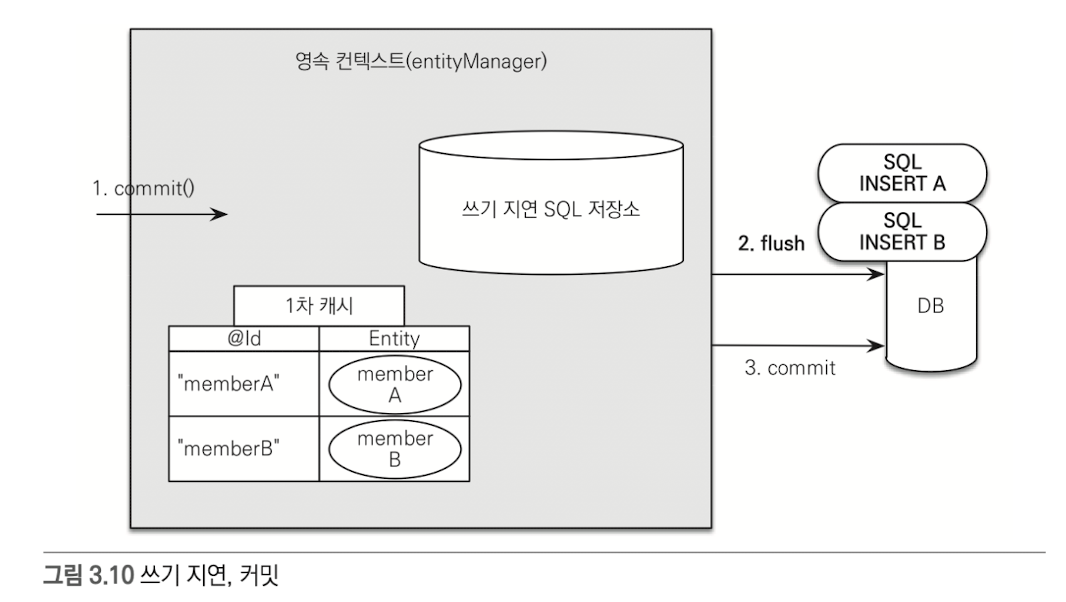 영속 컨텍스트(entityManager)
1. commit()
쓰기 지연 SQL 저장소
SQL
INSERT A
SQL
INSERT B
2. flush
DB
3. commit
1차 캐시
@Id
Entity
"memberA"
member
A
"memberB"
member
B
그림 3.10 쓰기 지연, 커밋